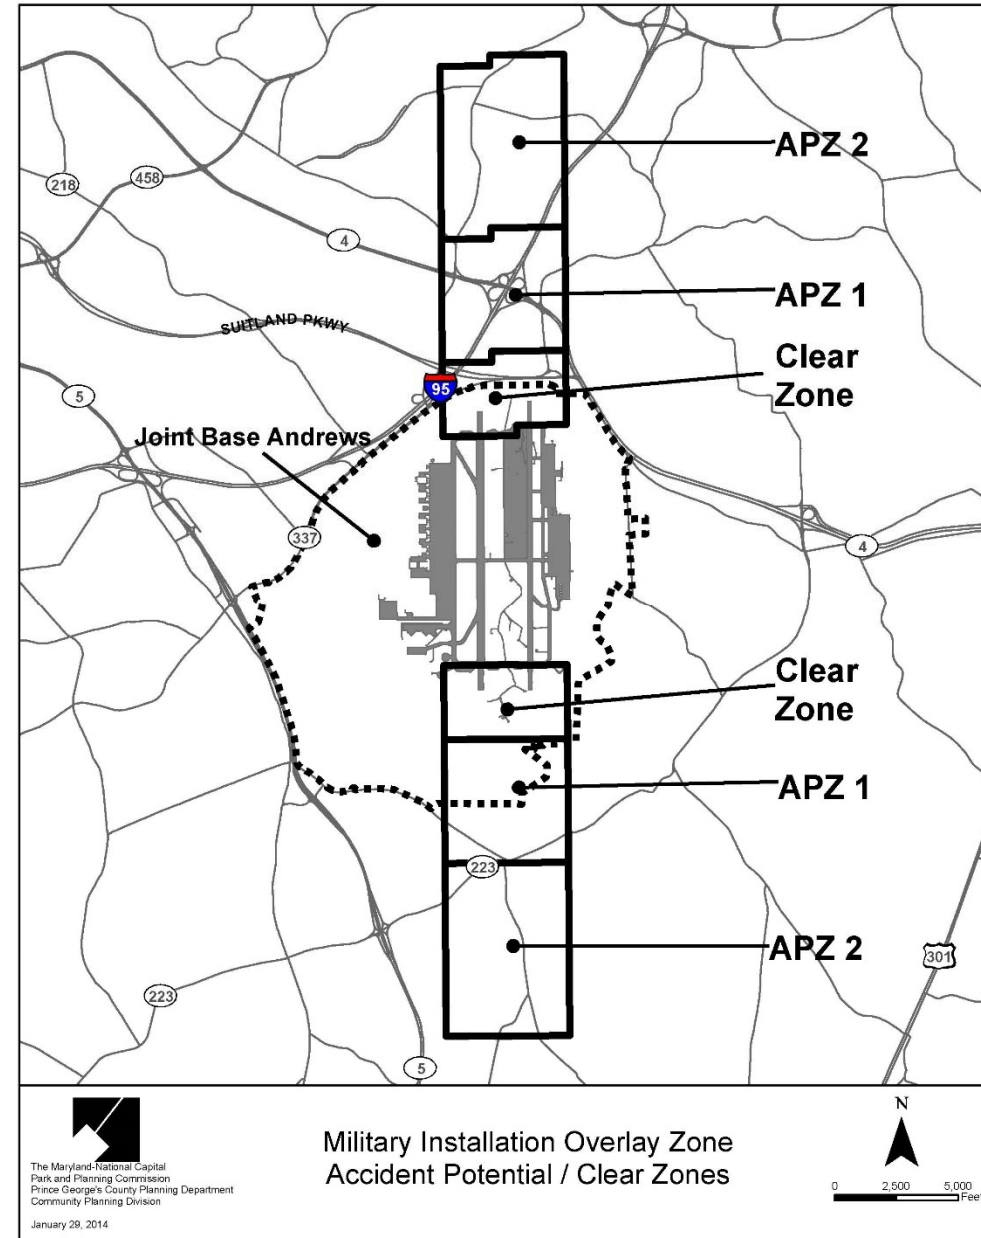 APZ 2
458
218
4
APZ 1
SUITLAND PKWY
Clear
Zone
95
5
Joint Base Andrews
337
4
Clear
Zone
APZ 1
223
APZ 2
301
223
5
The Maryland-National Capital
Park and Planning Commission
Prince George's County Planning Department
Community Planning Division
January 29, 2014
Military Installation Overlay Zone
Accident Potential / Clear Zones
N
0 2,500 5,000
Feet